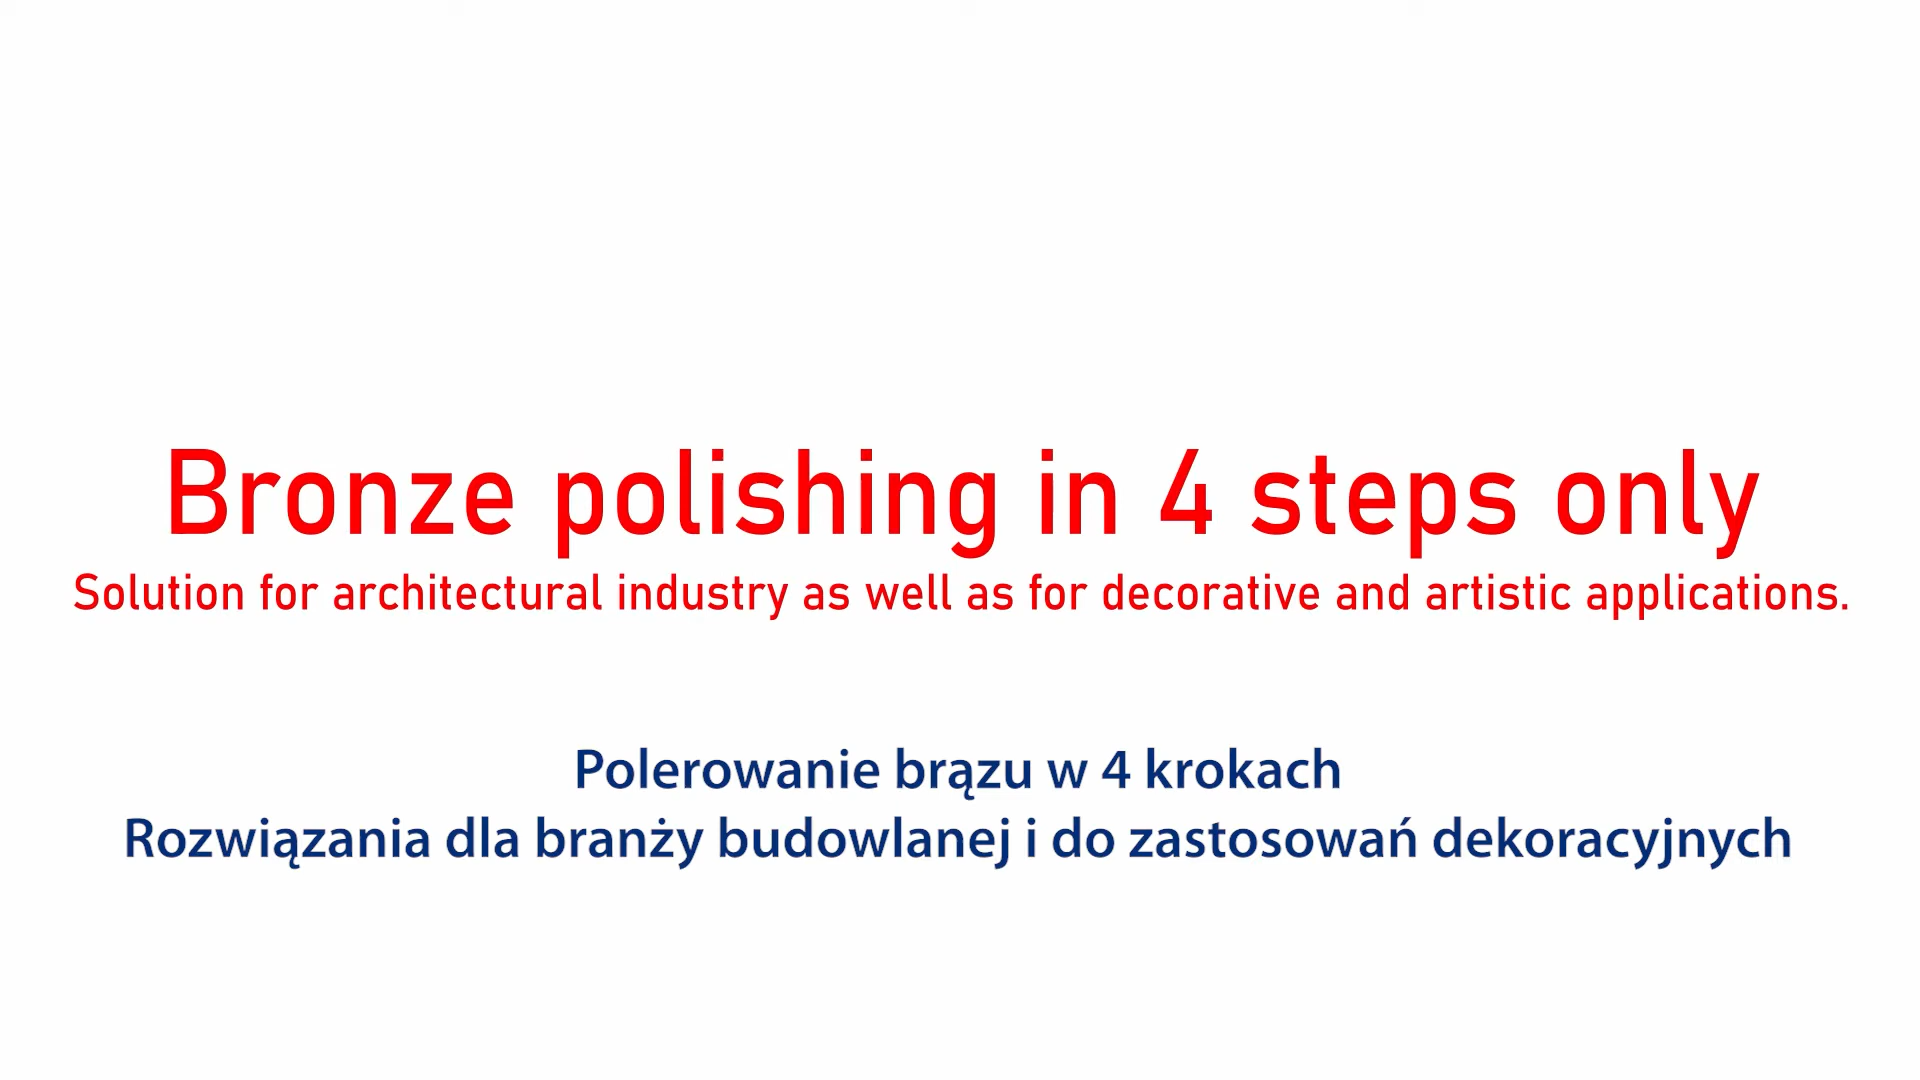 Bronze polishing in 4 steps only
Solution for architectural industry as well as for decorative and artistic applications.
Polerowanie brązu w 4 krokach
Rozwiązania dla branży budowlanej i do zastosowań dekoracyjnych